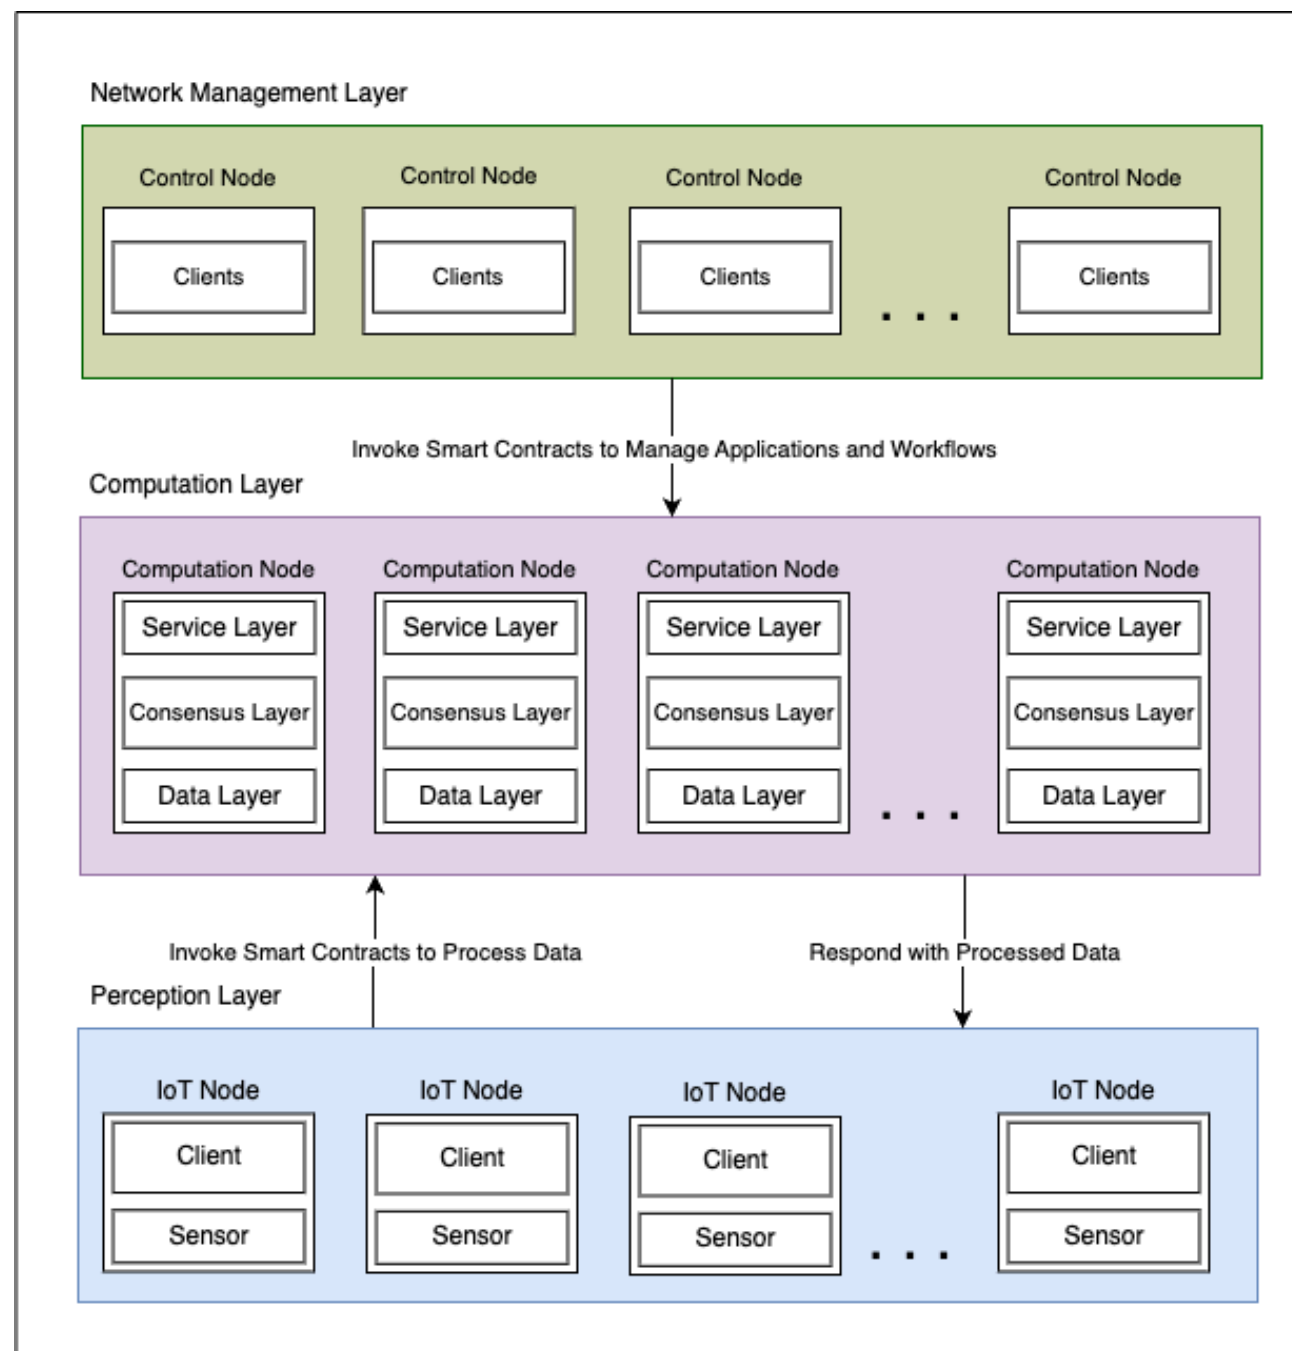 Network Management Layer
Control Node Control Node Control Node Control Node
Clients Clients Clients . . . Clients
Invoke Smart Contracts to Manage Applications and Workflows
Computation Layer
Computation Node Computation Node Computation Node Computation Node
Service Layer Service Layer Service Layer Service Layer
Consensus Layer Consensus Layer Consensus Layer Consensus Layer
Data Layer Data Layer Data Layer . . . Data Layer
Invoke Smart Contracts to Process Data Respond with Processed Data
Perception Layer
IoT Node IoT Node IoT Node IoT Node
Client Client Client Client
Sensor Sensor Sensor . . . Sensor